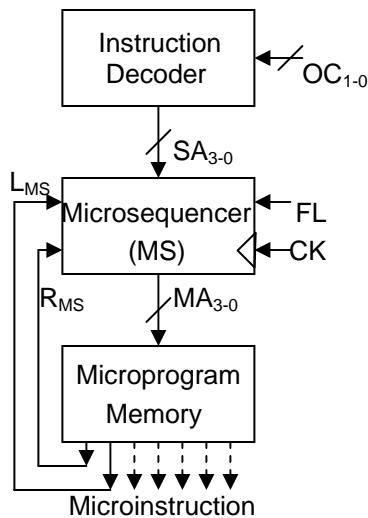 Instruction
Decoder
OC1-0
SA3-0
LMS
Microsequencer
(MS)
FL
CK
RMS
MA3-0
Microprogram
Memory
Microinstruction